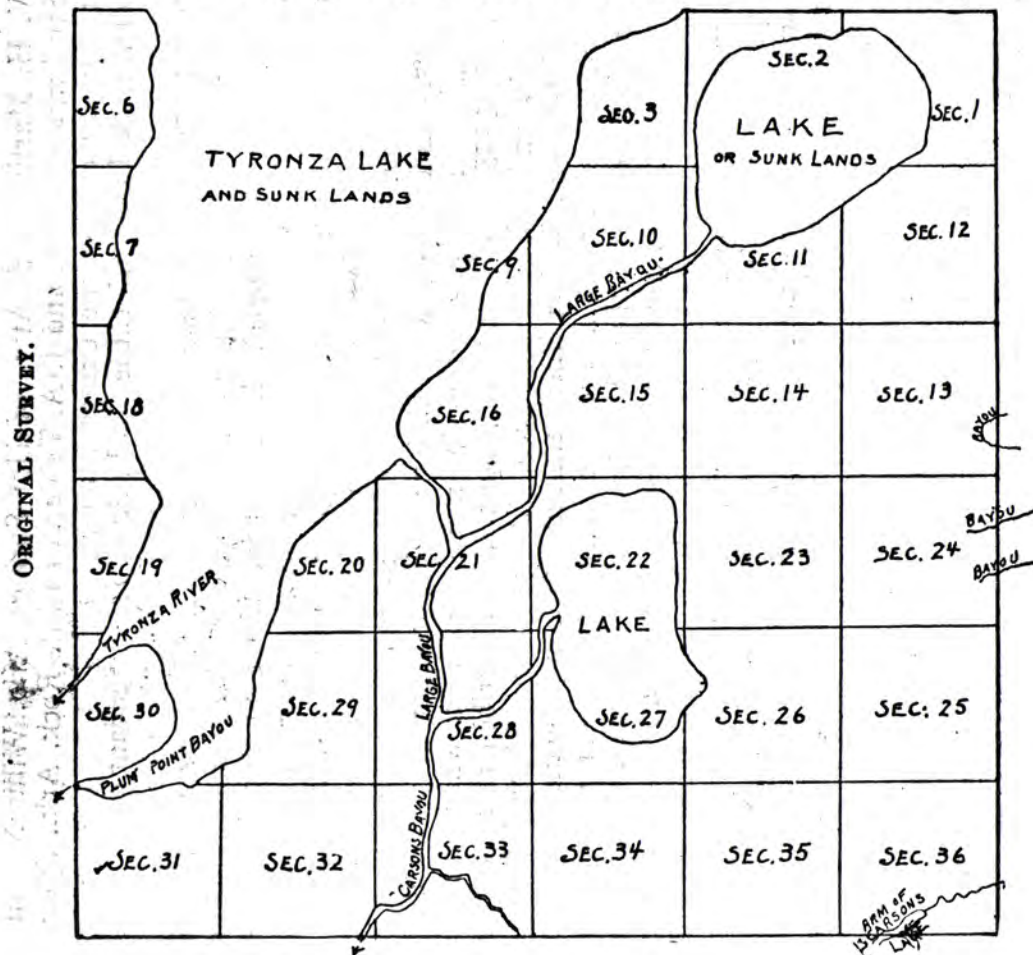 ORIGINAL SURVEY.
SEC. 6
TYRONZA LAKE
AND SUNK LANDS
SEC. 3
SEC. 2
LAKE
OR SUNK LANDS
SEC. 1
SEC. 7
SEC. 9
SEC. 10
LARGE BAYOU.
SEC. 11
SEC. 12
SEC. 18
SEC. 16
SEC. 15
SEC. 14
SEC. 13
BAYOU
SEC. 19
TYRONZA RIVER
SEC. 20
SEC. 21
SEC. 22
LAKE
SEC. 23
SEC. 24
BAYOU
BAYOU
SEC. 30
PLUM POINT BAYOU
SEC. 29
LARGE BAYOU
SEC. 28
SEC. 27
SEC. 26
SEC. 25
SEC. 31
SEC. 32
CARSONS BAYOU
SEC. 33
SEC. 34
SEC. 35
SEC. 36
ARM OF
CARSONS
LAKE